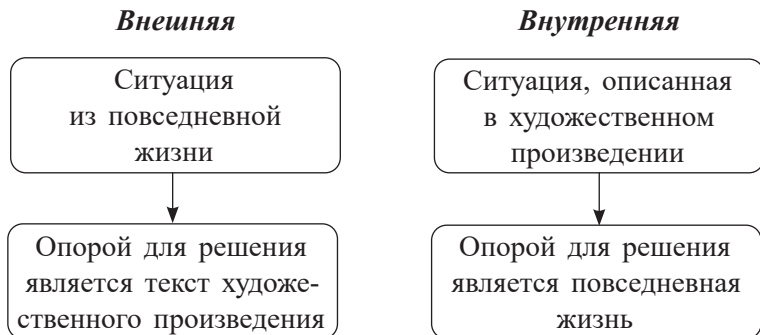 Внешняя
Ситуация
из повседневной
жизни
Опорой для решения
является текст художе-
ственного произведения
Внутренняя
Ситуация, описанная
в художественном
произведении
Опорой для решения
является повседневная
жизнь